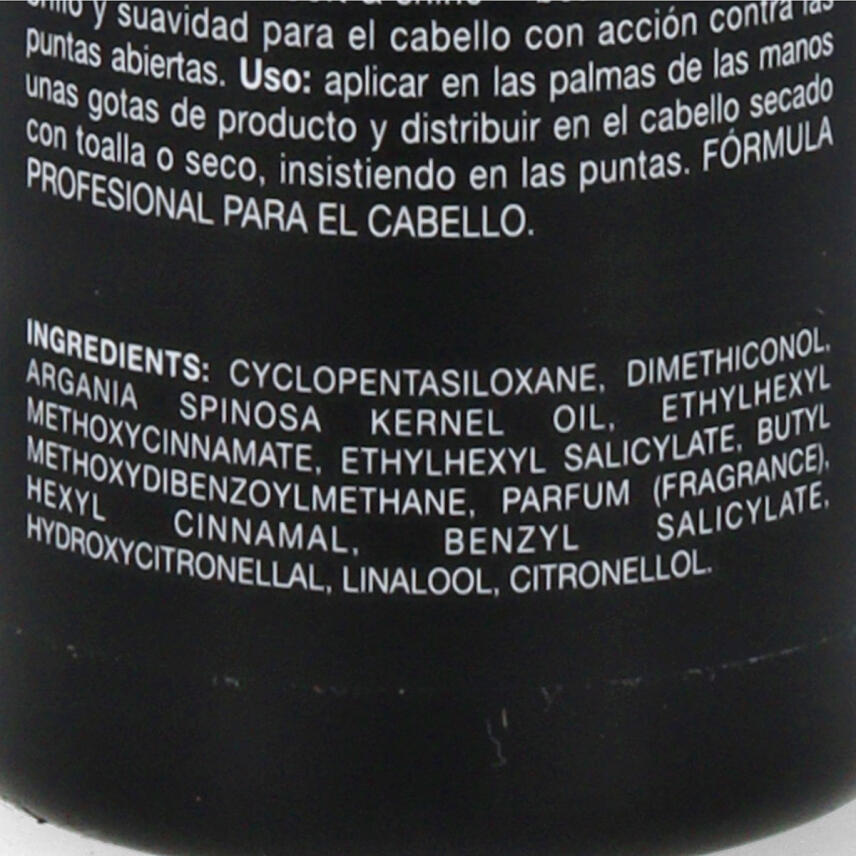 y suavidad para el cabello con acción contra las
puntas abiertas. Uso: aplicar en las palmas de las manos
unas gotas de producto y distribuir en el cabello secado
con toalla o seco, insistiendo en las puntas. FÓRMULA
PROFESIONAL PARA EL CABELLO.
INGREDIENTS: CYCLOPENTASILOXANE, DIMETHICONOL,
ARGANIA SPINOSA KERNEL OIL, ETHYLHEXYL
METHOXYCINNAMATE, ETHYLHEXYL SALICYLATE, BUTYL
METHOXYDIBENZOYLMETHANE, PARFUM (FRAGRANCE),
HEXYL CINNAMAL, BENZYL SALICYLATE,
HYDROXYCITRONELLAL, LINALOOL, CITRONELLOL.